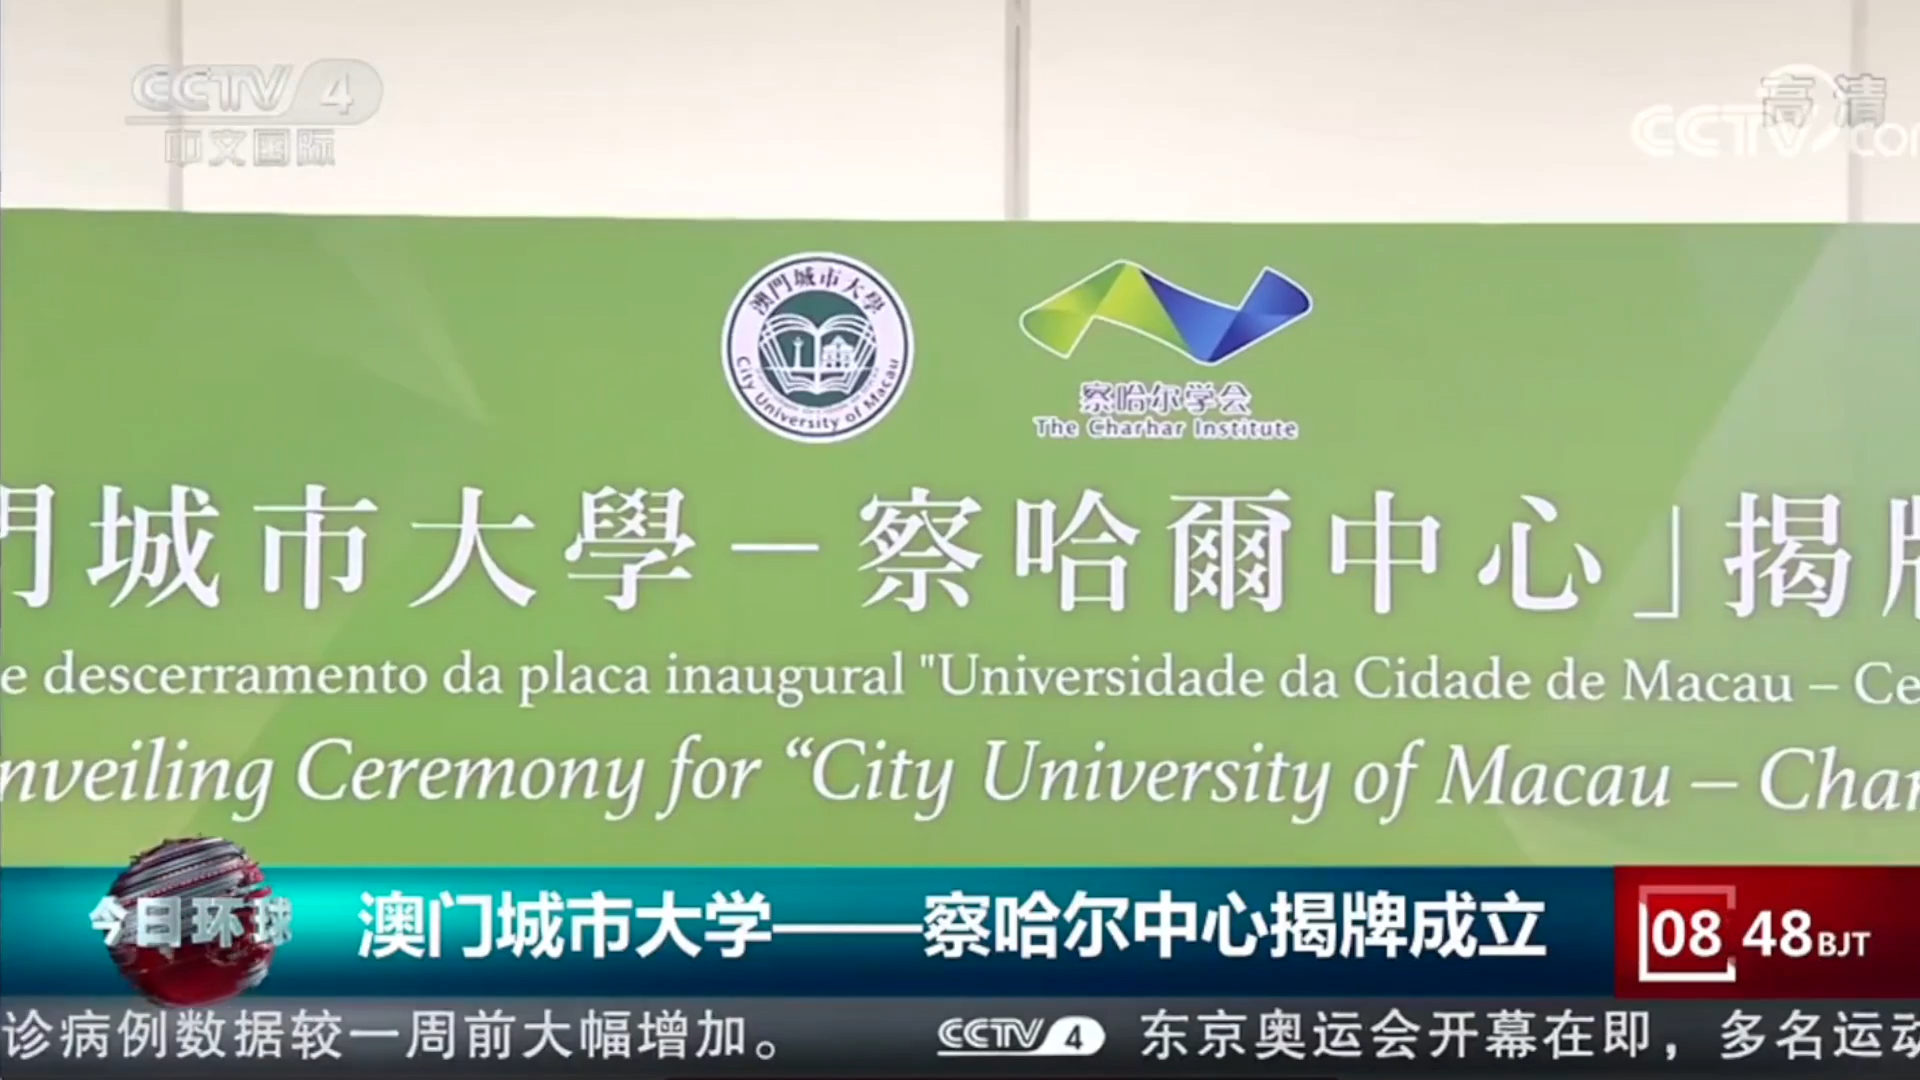 CCTV 4
中文国际
高清
CCTV.com
澳門城市大學
City University of Macau
察哈尔学会
The Charhar Institute
門城市大學－察哈爾中心」揭牌
e descerramento da placa inaugural "Universidade da Cidade de Macau – Ce
nveiling Ceremony for “City University of Macau – Char
今日环球
澳门城市大学——察哈尔中心揭牌成立
08 48 BJT
诊病例数据较一周前大幅增加。
CCTV 4
东京奥运会开幕在即，多名运动